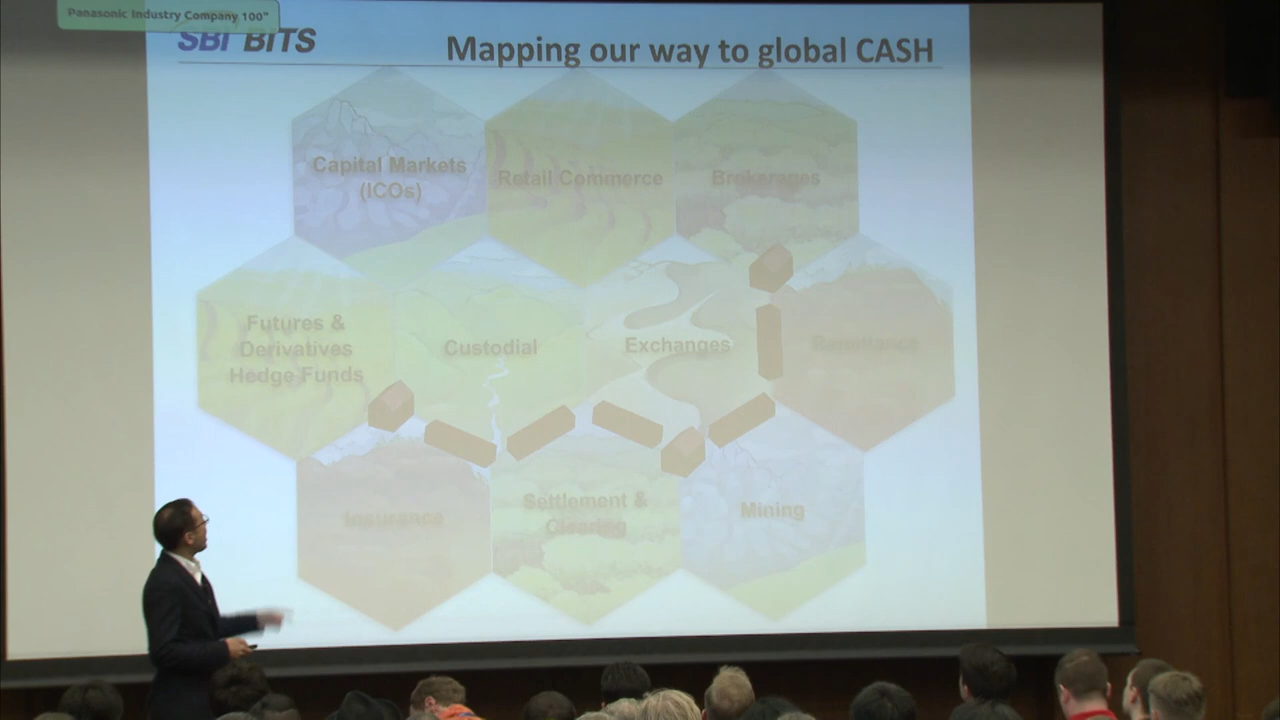 Panasonic Industry Company 100"
SBI BITS
Mapping our way to global CASH
Capital Markets
(ICOs)
Retail Commerce
Brokerages
Futures &
Derivatives
Hedge Funds
Custodial
Exchanges
Remittance
Insurance
Settlement &
Clearing
Mining